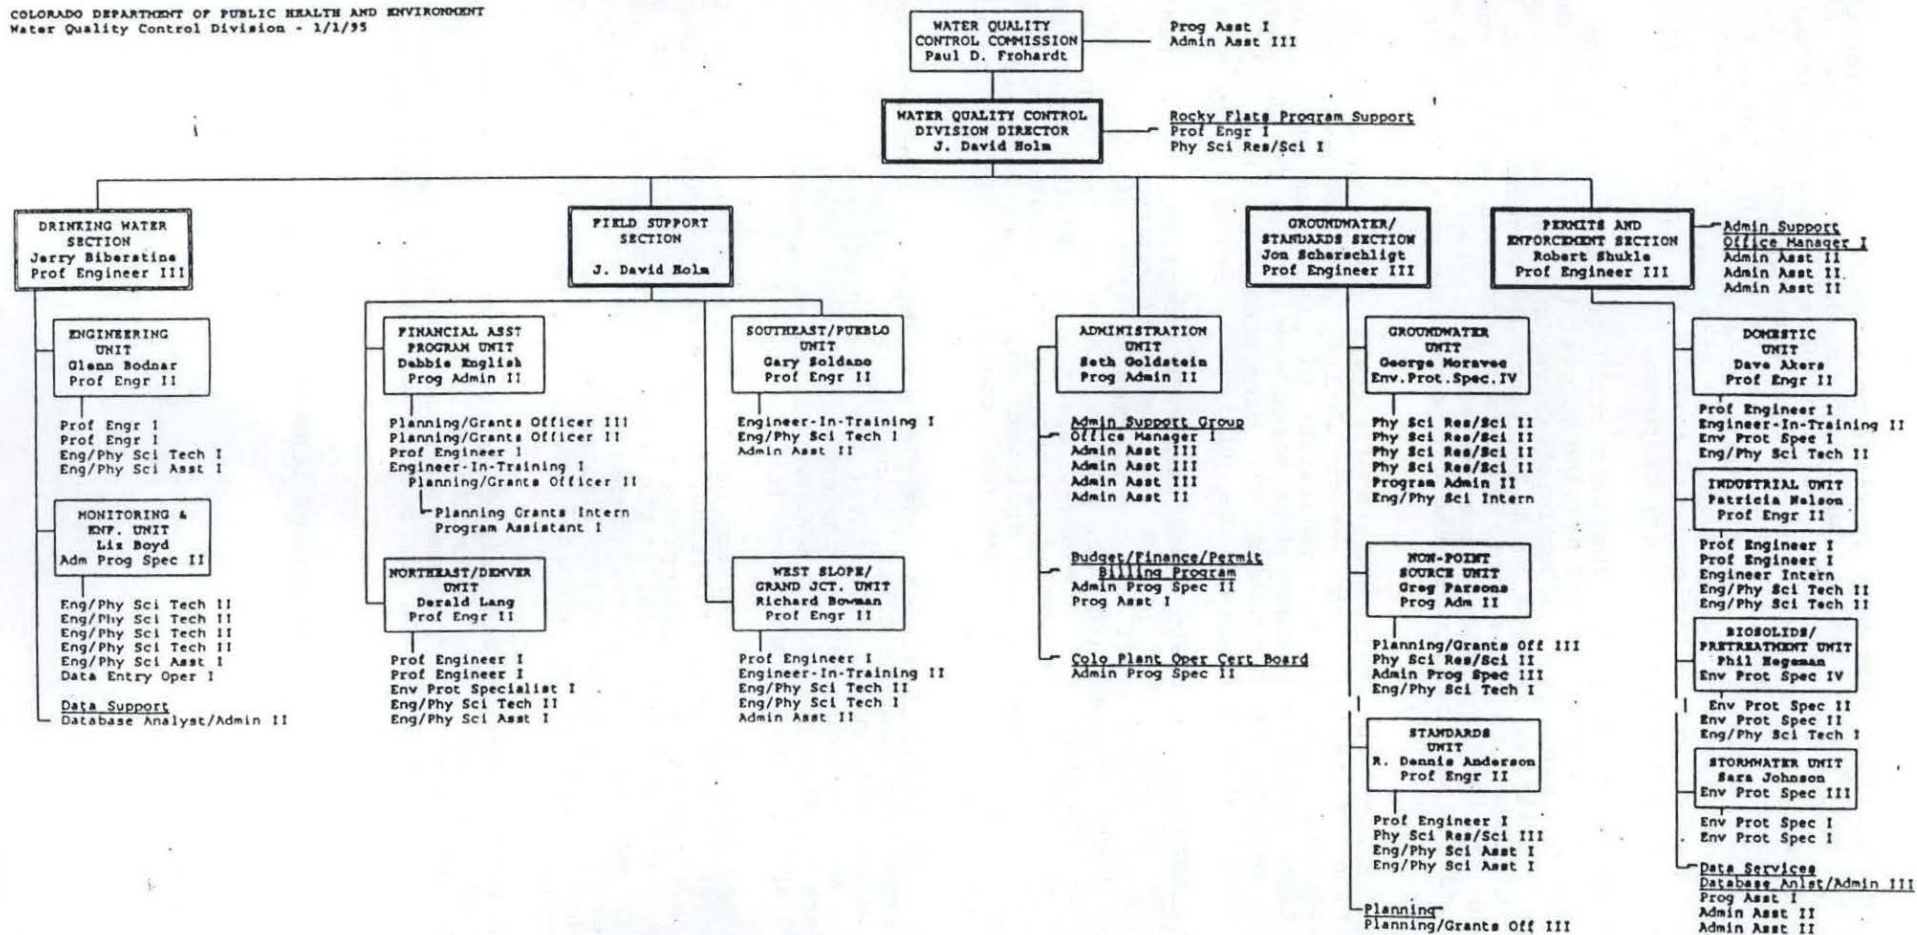 COLORADO DEPARTMENT OF PUBLIC HEALTH AND ENVIRONMENT
Water Quality Control Division - 1/1/95
WATER QUALITY
CONTROL COMMISSION
Paul D. Frohardt
Prog Asst I
Admin Asst III
WATER QUALITY CONTROL
DIVISION DIRECTOR
J. David Holm
Rocky Flats Program Support
Prof Engr I
Phy Sci Res/Sci I
DRINKING WATER
SECTION
Jerry Biberstine
Prof Engineer III
ENGINEERING
UNIT
Glenn Bodnar
Prof Engr II
Prof Engr I
Prof Engr I
Eng/Phy Sci Tech I
Eng/Phy Sci Asst I
MONITORING &
ENF. UNIT
Liz Boyd
Adm Prog Spec II
Eng/Phy Sci Tech II
Eng/Phy Sci Tech II
Eng/Phy Sci Tech II
Eng/Phy Sci Tech II
Eng/Phy Sci Asst I
Data Entry Oper I
Data Support
Database Analyst/Admin II
FIELD SUPPORT
SECTION
J. David Holm
FINANCIAL ASST
PROGRAM UNIT
Debbie English
Prog Admin II
Planning/Grants Officer III
Planning/Grants Officer II
Prof Engineer I
Engineer-In-Training I
Planning/Grants Officer II
Planning Grants Intern
Program Assistant I
NORTHEAST/DENVER
UNIT
Derald Lang
Prof Engr II
Prof Engineer I
Prof Engineer I
Env Prot Specialist I
Eng/Phy Sci Tech II
Eng/Phy Sci Asst I
SOUTHEAST/PUEBLO
UNIT
Gary Soldano
Prof Engr II
Engineer-In-Training I
Eng/Phy Sci Tech I
Admin Asst II
WEST SLOPE/
GRAND JCT. UNIT
Richard Bowman
Prof Engr II
Prof Engineer I
Engineer-In-Training II
Eng/Phy Sci Tech II
Eng/Phy Sci Tech I
Admin Asst II
ADMINISTRATION
UNIT
Seth Goldstein
Prog Admin II
Admin Support Group
Office Manager I
Admin Asst III
Admin Asst III
Admin Asst III
Admin Asst II
Budget/Finance/Permit
Billing Program
Admin Prog Spec II
Prog Asst I
Colo Plant Oper Cert Board
Admin Prog Spec II
GROUNDWATER/
STANDARDS SECTION
Jon Scherschligt
Prof Engineer III
GROUNDWATER
UNIT
George Moravec
Env.Prot.Spec.IV
Phy Sci Res/Sci II
Phy Sci Res/Sci II
Phy Sci Res/Sci II
Phy Sci Res/Sci II
Program Admin II
Eng/Phy Sci Intern
NON-POINT
SOURCE UNIT
Greg Parsons
Prog Adm II
Planning/Grants Off III
Phy Sci Res/Sci II
Admin Prog Spec III
Eng/Phy Sci Tech I
STANDARDS
UNIT
R. Dennis Anderson
Prof Engr II
Prof Engineer I
Phy Sci Res/Sci III
Eng/Phy Sci Asst I
Eng/Phy Sci Asst I
Planning
Planning/Grants Off III
PERMITS AND
ENFORCEMENT SECTION
Robert Shukle
Prof Engineer III
Admin Support
Office Manager I
Admin Asst II
Admin Asst II
Admin Asst II
DOMESTIC
UNIT
Dave Akers
Prof Engr II
Prof Engineer I
Engineer-In-Training II
Env Prot Spec I
Eng/Phy Sci Tech II
INDUSTRIAL UNIT
Patricia Nelson
Prof Engr II
Prof Engineer I
Prof Engineer I
Engineer Intern
Eng/Phy Sci Tech II
Eng/Phy Sci Tech II
BIOSOLIDS/
PRETREATMENT UNIT
Phil Hegeman
Env Prot Spec IV
Env Prot Spec II
Env Prot Spec II
Eng/Phy Sci Tech I
STORMWATER UNIT
Sara Johnson
Env Prot Spec III
Env Prot Spec I
Env Prot Spec I
Data Services
Database Anlst/Admin III
Prog Asst I
Admin Asst II
Admin Asst II